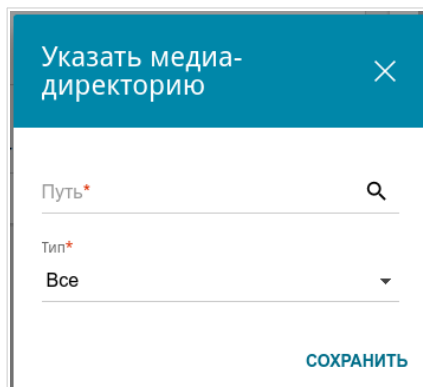 Указать медиа-
директорию
Путь*
Тип*
Все
СОХРАНИТЬ